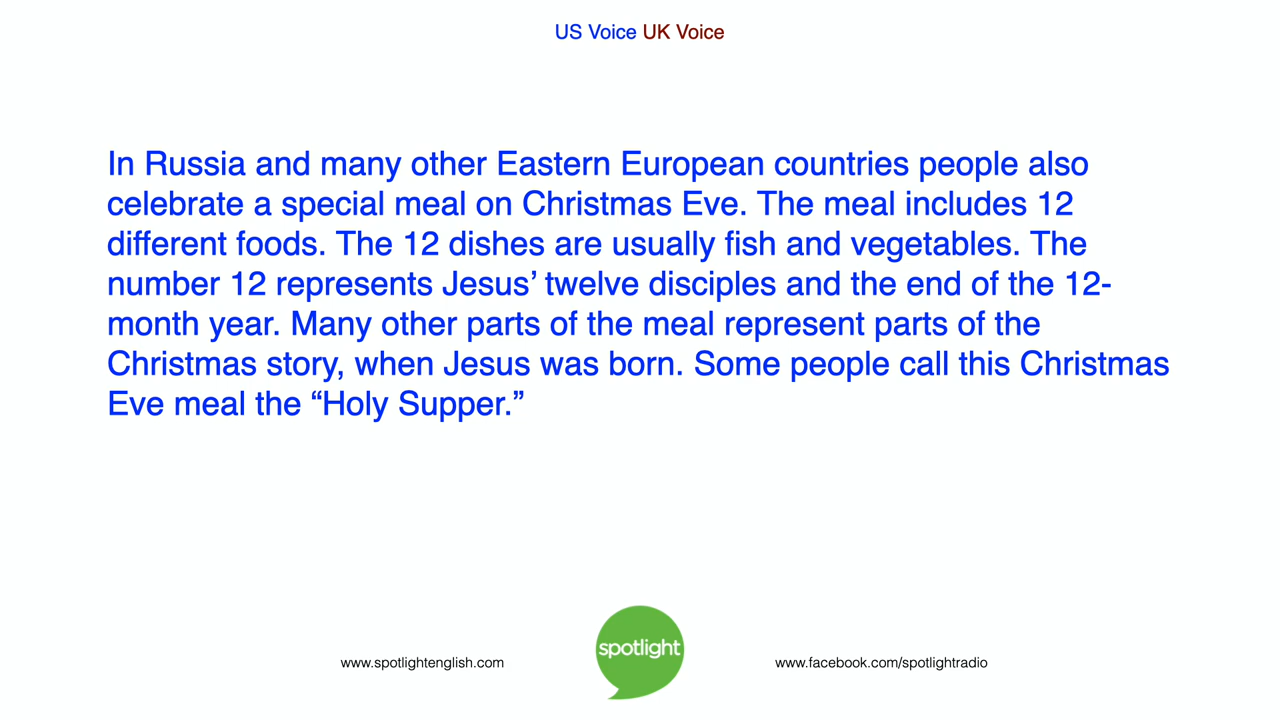 US Voice UK Voice
In Russia and many other Eastern European countries people also
celebrate a special meal on Christmas Eve. The meal includes 12
different foods. The 12 dishes are usually fish and vegetables. The
number 12 represents Jesus’ twelve disciples and the end of the 12-
month year. Many other parts of the meal represent parts of the
Christmas story, when Jesus was born. Some people call this Christmas
Eve meal the “Holy Supper.”
spotlight
www.spotlightenglish.com
www.facebook.com/spotlightradio